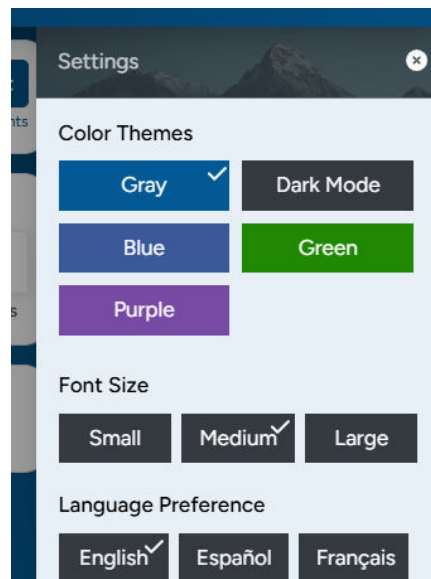 Settings
Color Themes
Gray
Dark Mode
Blue
Green
Purple
Font Size
Small
Medium
Large
Language Preference
English
Español
Français